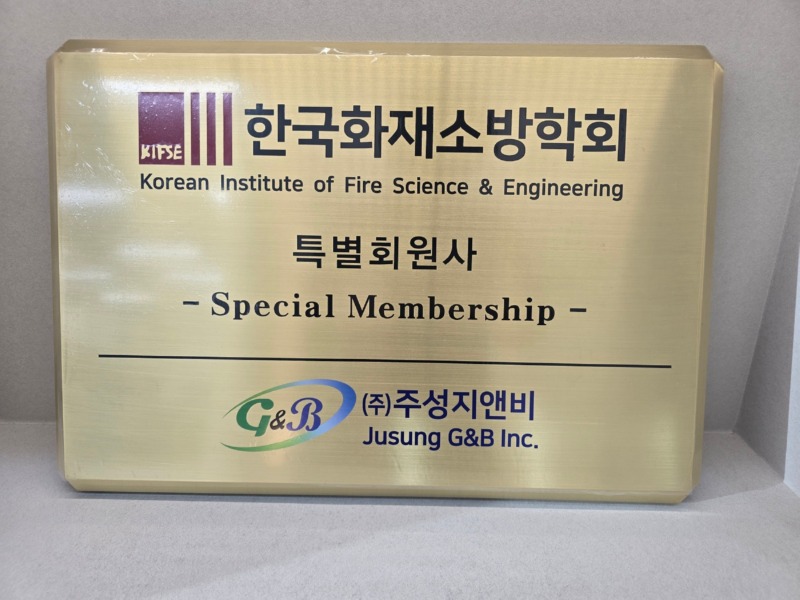 KIFSE
한국화재소방학회
Korean Institute of Fire Science & Engineering
특별회원사
- Special Membership -
G&B
(주)주성지앤비
Jusung G&B Inc.